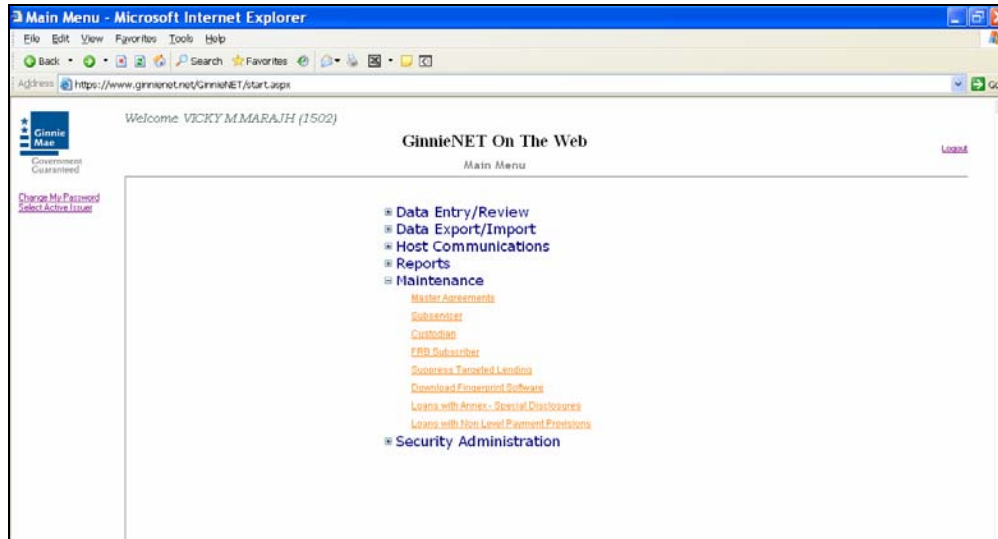 Main Menu - Microsoft Internet Explorer
File Edit View Favorites Tools Help
Back Search Favorites
Address https://www.ginnienet.net/GinnieNET/start.aspx Go
Ginnie Mae
Government Guaranteed
Welcome VICKY M.MARAJH (1502)
GinnieNET On The Web
Logout
Main Menu
Change My Password
Select Active Issuer
Data Entry/Review
Data Export/Import
Host Communications
Reports
Maintenance
Master Agreements
Subservicer
Custodian
FRB Subscriber
Suppress Targeted Lending
Download Fingerprint Software
Loans with Annex - Special Disclosures
Loans with Non Level Payment Provisions
Security Administration